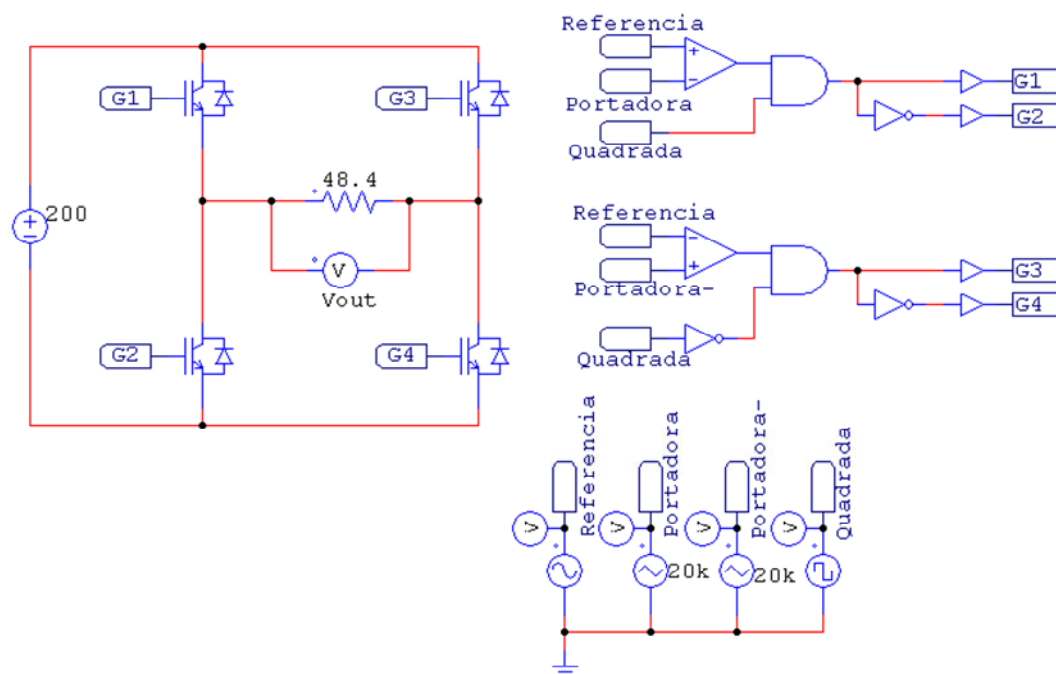 G1
G3
200
48.4
V
Vout
G2
G4
Referencia
+
−
Portadora
Quadrada
G1
G2
Referencia
−
+
Portadora-
Quadrada
G3
G4
Referencia
Portadora
Portadora-
Quadrada
V
V
V
V
20k
20k